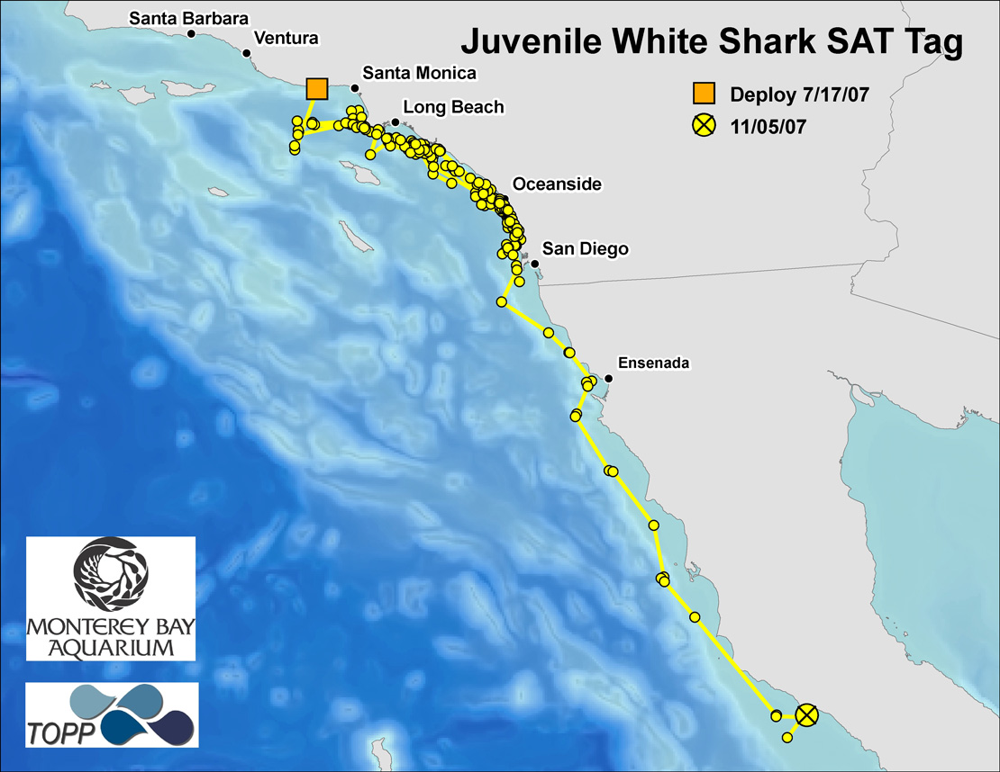 Juvenile White Shark SAT Tag
Deploy 7/17/07
11/05/07
Santa Barbara
Ventura
Santa Monica
Long Beach
Oceanside
San Diego
Ensenada
MONTEREY BAY
AQUARIUM
TOPP